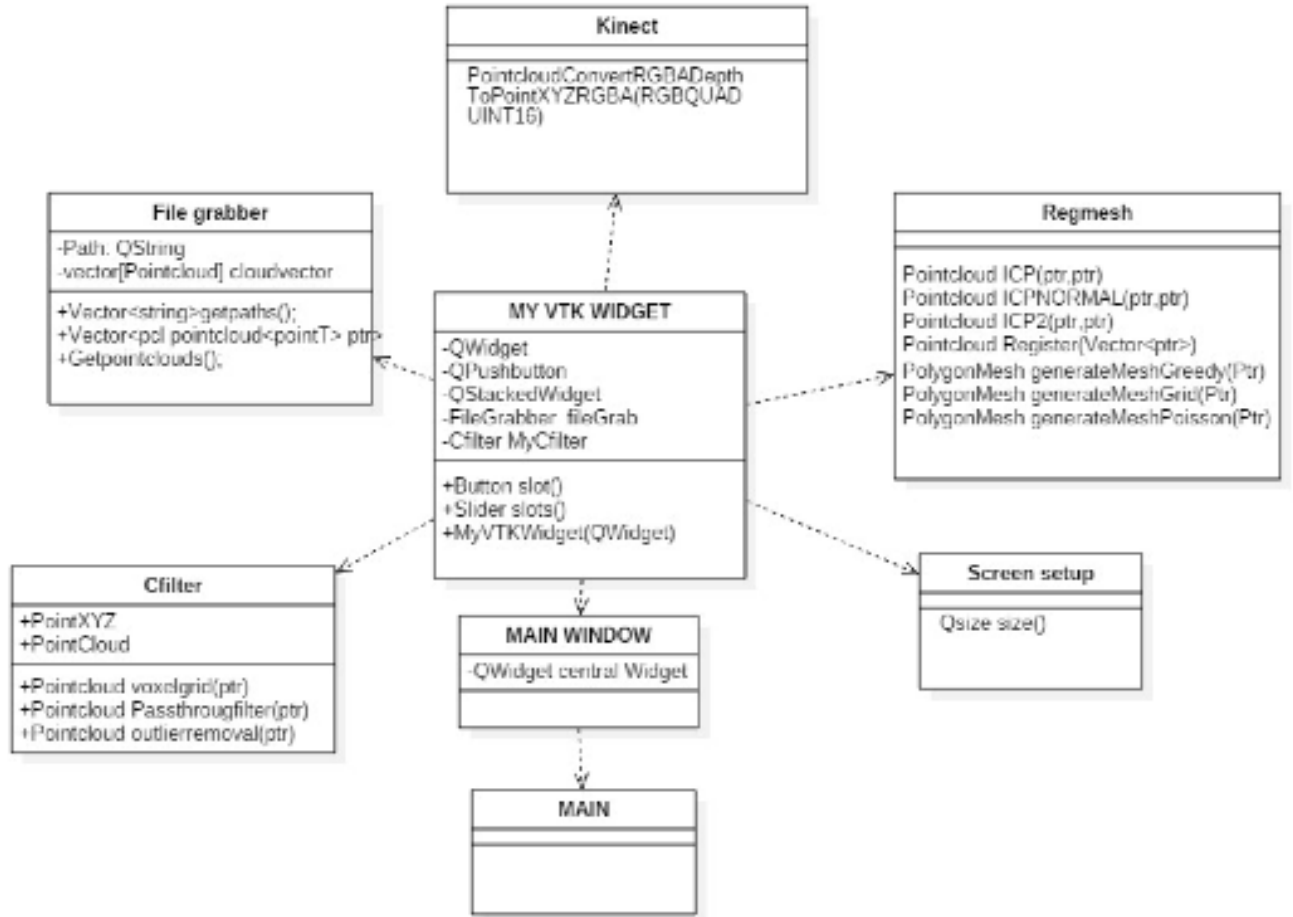 Kinect
PointcloudConvertRGBADepth
ToPointXYZRGBA(RGBQUAD
UINT16)
File grabber
-Path. QString
-vector[Pointcloud] cloudvector
+Vector<string>getpaths();
+Vector<pcl pointcloud<pointT> ptr>
+Getpointclouds();
Regmesh
Pointcloud ICP(ptr,ptr)
Pointcloud ICPNORMAL(ptr,ptr)
Pointcloud ICP2(ptr,ptr)
Pointcloud Register(Vector<ptr>)
PolygonMesh generateMeshGreedy(Ptr)
PolygonMesh generateMeshGrid(Ptr)
PolygonMesh generateMeshPoisson(Ptr)
MY VTK WIDGET
-QWidget
-QPushbutton
-QStackedWidget
-FileGrabber fileGrab
-Cfilter MyCfilter
+Button slot()
+Slider slots()
+MyVTKWidget(QWidget)
Cfilter
+PointXYZ
+PointCloud
+Pointcloud voxelgrid(ptr)
+Pointcloud Passthrougfilter(ptr)
+Pointcloud outlierremoval(ptr)
Screen setup
Qsize size()
MAIN WINDOW
-QWidget central Widget
MAIN